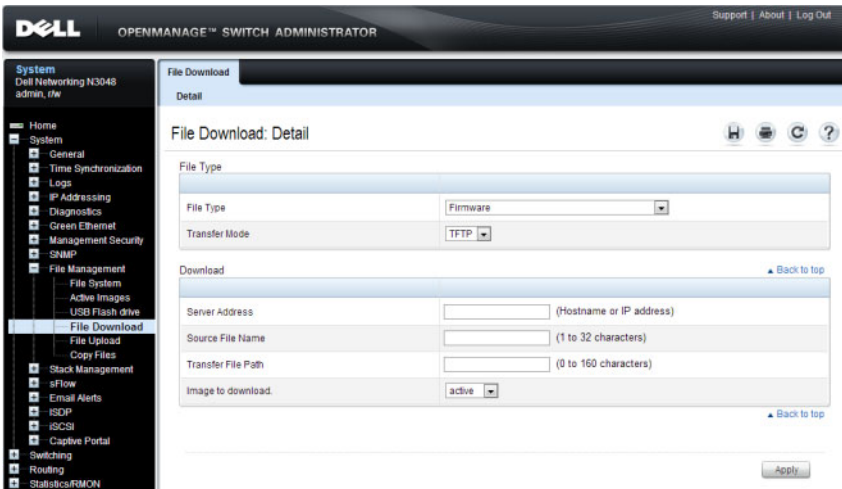 Support | About | Log Out
DELL OPENMANAGE™ SWITCH ADMINISTRATOR
System
Dell Networking N3048
admin, r/w
Home
System
General
Time Synchronization
Logs
IP Addressing
Diagnostics
Green Ethernet
Management Security
SNMP
File Management
File System
Active Images
USB Flash drive
File Download
File Upload
Copy Files
Stack Management
sFlow
Email Alerts
ISDP
iSCSI
Captive Portal
Switching
Routing
Statistics/RMON
File Download
Detail
File Download: Detail
File Type
File Type Firmware
Transfer Mode TFTP
Download Back to top
Server Address (Hostname or IP address)
Source File Name (1 to 32 characters)
Transfer File Path (0 to 160 characters)
Image to download. active
Back to top
Apply